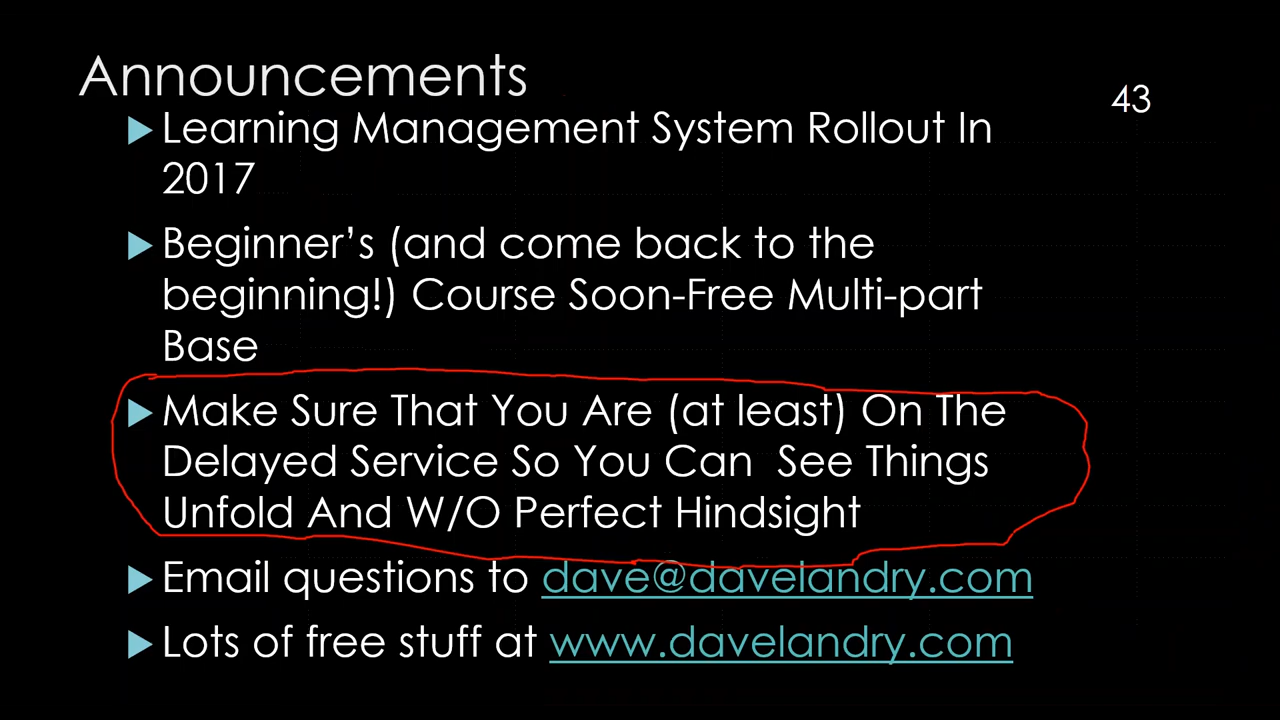 Announcements
43
Learning Management System Rollout In
2017
Beginner’s (and come back to the
beginning!) Course Soon-Free Multi-part
Base
Make Sure That You Are (at least) On The
Delayed Service So You Can  See Things
Unfold And W/O Perfect Hindsight
Email questions to dave@davelandry.com
Lots of free stuff at www.davelandry.com